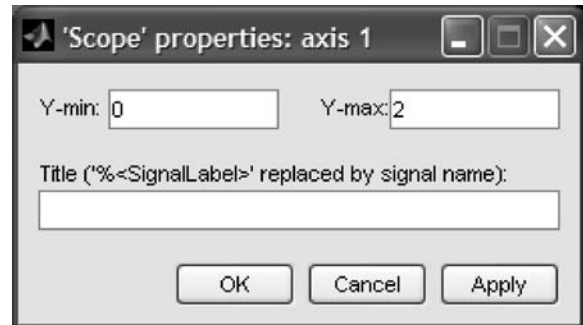 'Scope' properties: axis 1
Y-min: 0 Y-max: 2
Title ('%<SignalLabel>' replaced by signal name):
OK Cancel Apply